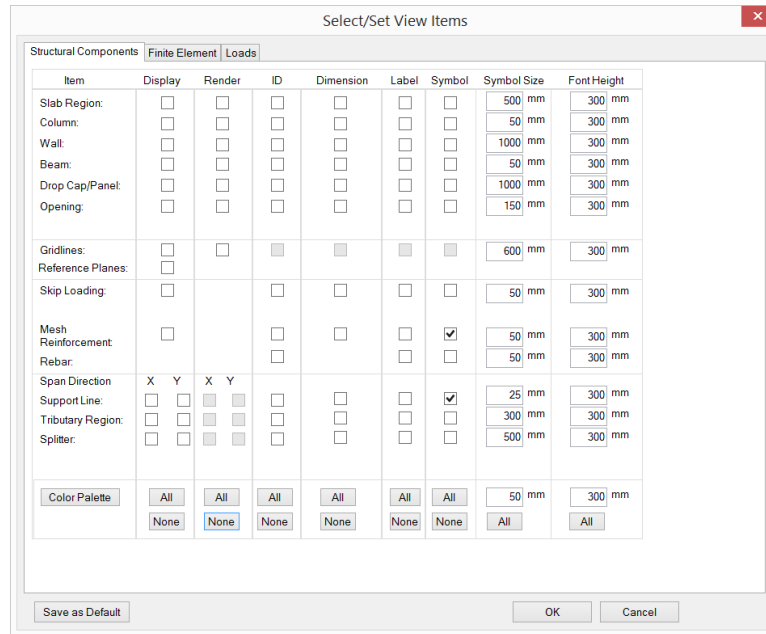 Select/Set View Items
Structural Components Finite Element Loads
Item Display Render ID Dimension Label Symbol Symbol Size Font Height
Slab Region: 500 mm 300 mm
Column: 50 mm 300 mm
Wall: 1000 mm 300 mm
Beam: 50 mm 300 mm
Drop Cap/Panel: 1000 mm 300 mm
Opening: 150 mm 300 mm
Gridlines: 600 mm 300 mm
Reference Planes:
Skip Loading: 50 mm 300 mm
Mesh
Reinforcement: 50 mm 300 mm
Rebar: 50 mm 300 mm
Span Direction X Y X Y
Support Line: 25 mm 300 mm
Tributary Region: 300 mm 300 mm
Splitter: 500 mm 300 mm
Color Palette All All All All All All 50 mm 300 mm
None None None None None None All All
Save as Default OK Cancel